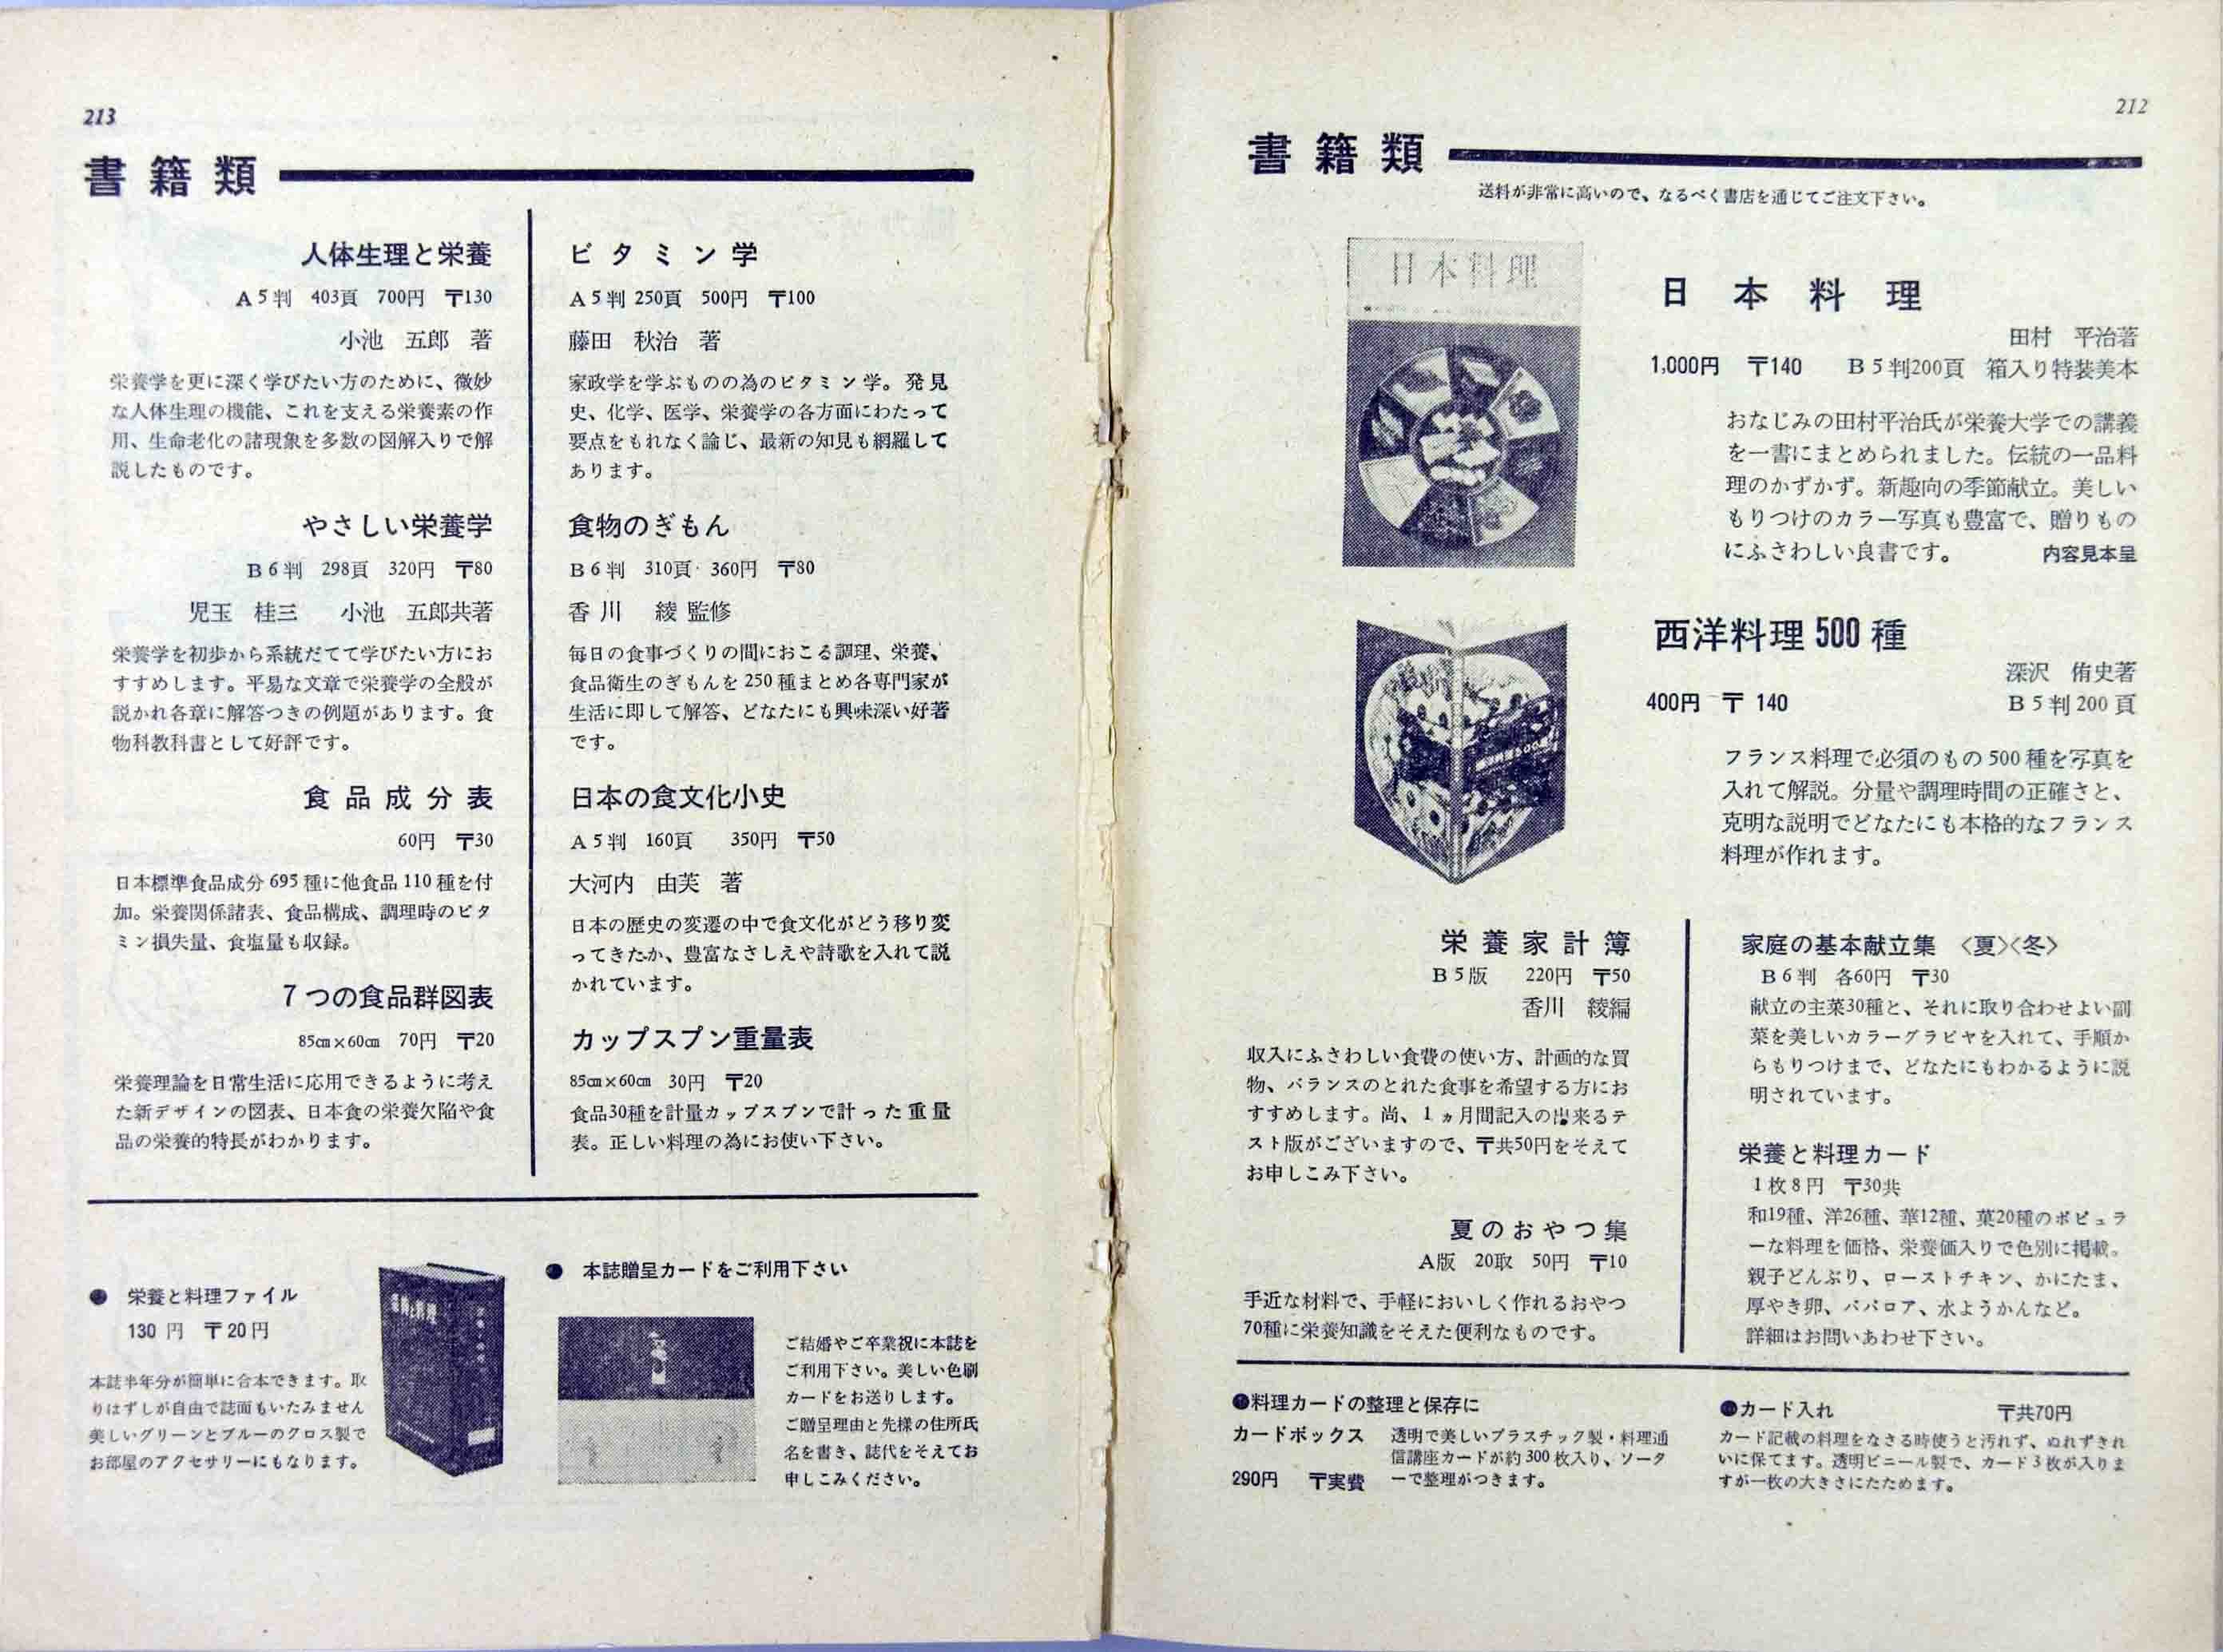 212
書籍類
送料が非常に高いので、なるべく書店を通じてご注文下さい。
日本料理
日本料理
田村 平治著
1,000円 〒140 B5判200頁 箱入り特装美本
おなじみの田村平治氏が栄養大学での講義
を一書にまとめられました。伝統の一品料
理のかずかず。新趣向の季節献立。美しい
もりつけのカラー写真も豊富で、贈りもの
にふさわしい良書です。 内容見本呈
西洋料理500種
深沢 侑史著
400円 〒140 B5判200頁
フランス料理で必須のもの500種を写真を
入れて解説。分量や調理時間の正確さと、
克明な説明でどなたにも本格的なフランス
料理が作れます。
栄養家計簿
B5版 220円 〒50
香川 綾編
収入にふさわしい食費の使い方、計画的な買
物、バランスのとれた食事を希望する方にお
すすめします。尚、1ヵ月間記入の出来るテ
スト版がございますので、〒共50円をそえて
お申しこみ下さい。
夏のおやつ集
A版 20取 50円 〒10
手近な材料で、手軽においしく作れるおやつ
70種に栄養知識をそえた便利なものです。
家庭の基本献立集 〈夏〉〈冬〉
B6判 各60円 〒30
献立の主菜30種と、それに取り合わせよい副
菜を美しいカラーグラビヤを入れて、手順か
らもりつけまで、どなたにもわかるように説
明されています。
栄養と料理カード
1枚8円 〒30共
和19種、洋26種、華12種、菓20種のポピュラ
ーな料理を価格、栄養価入りで色別に掲載。
親子どんぶり、ローストチキン、かにたま、
厚やき卵、ババロア、水ようかんなど。
詳細はお問いあわせ下さい。
●料理カードの整理と保存に
カードボックス
290円 〒実費
透明で美しいプラスチック製・料理通
信講座カードが約300枚入り、ソータ
ーで整理がつきます。
●カード入れ 〒共70円
カード記載の料理をなさる時使うと汚れず、ぬれずきれ
いに保てます。透明ビニール製で、カード3枚が入りま
すが一枚の大きさにたためます。
213
書籍類
人体生理と栄養
A5判 403頁 700円 〒130
小池 五郎 著
栄養学を更に深く学びたい方のために、微妙
な人体生理の機能、これを支える栄養素の作
用、生命老化の諸現象を多数の図解入りで解
説したものです。
やさしい栄養学
B6判 298頁 320円 〒80
児玉 桂三 小池 五郎共著
栄養学を初歩から系統だてて学びたい方にお
すすめします。平易な文章で栄養学の全般が
説かれ各章に解答つきの例題があります。食
物科教科書として好評です。
食品成分表
60円 〒30
日本標準食品成分695種に他食品110種を付
加。栄養関係諸表、食品構成、調理時のビタ
ミン損失量、食塩量も収録。
7つの食品群図表
85㎝×60㎝ 70円 〒20
栄養理論を日常生活に応用できるように考え
た新デザインの図表、日本食の栄養欠陥や食
品の栄養的特長がわかります。
ビタミン学
A5判 250頁 500円 〒100
藤田 秋治 著
家政学を学ぶものの為のビタミン学。発見
史、化学、医学、栄養学の各方面にわたって
要点をもれなく論じ、最新の知見も網羅して
あります。
食物のぎもん
B6判 310頁 360円 〒80
香川 綾 監修
毎日の食事づくりの間におこる調理、栄養、
食品衛生のぎもんを250種まとめ各専門家が
生活に即して解答、どなたにも興味深い好著
です。
日本の食文化小史
A5判 160頁 350円 〒50
大河内 由芙 著
日本の歴史の変遷の中で食文化がどう移り変
ってきたか、豊富なさしえや詩歌を入れて説
かれています。
カップスプン重量表
85㎝×60㎝ 30円 〒20
食品30種を計量カップスプンで計った重量
表。正しい料理の為にお使い下さい。
● 栄養と料理ファイル
130円 〒20円
本誌半年分が簡単に合本できます。取
りはずしが自由で誌面もいたみません
美しいグリーンとブルーのクロス製で
お部屋のアクセサリーにもなります。
栄養と料理
● 本誌贈呈カードをご利用下さい
ご結婚やご卒業祝に本誌を
ご利用下さい。美しい色刷
カードをお送りします。
ご贈呈理由と先様の住所氏
名を書き、誌代をそえてお
申しこみください。